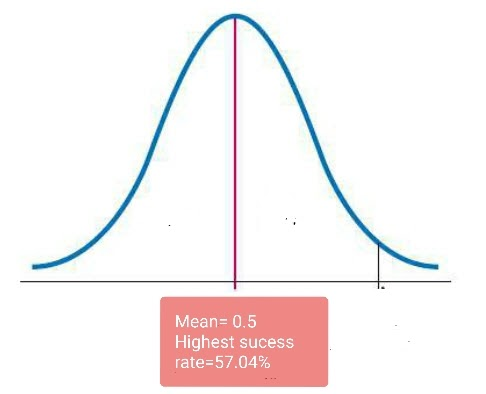 Mean= 0.5
Highest sucess
rate=57.04%